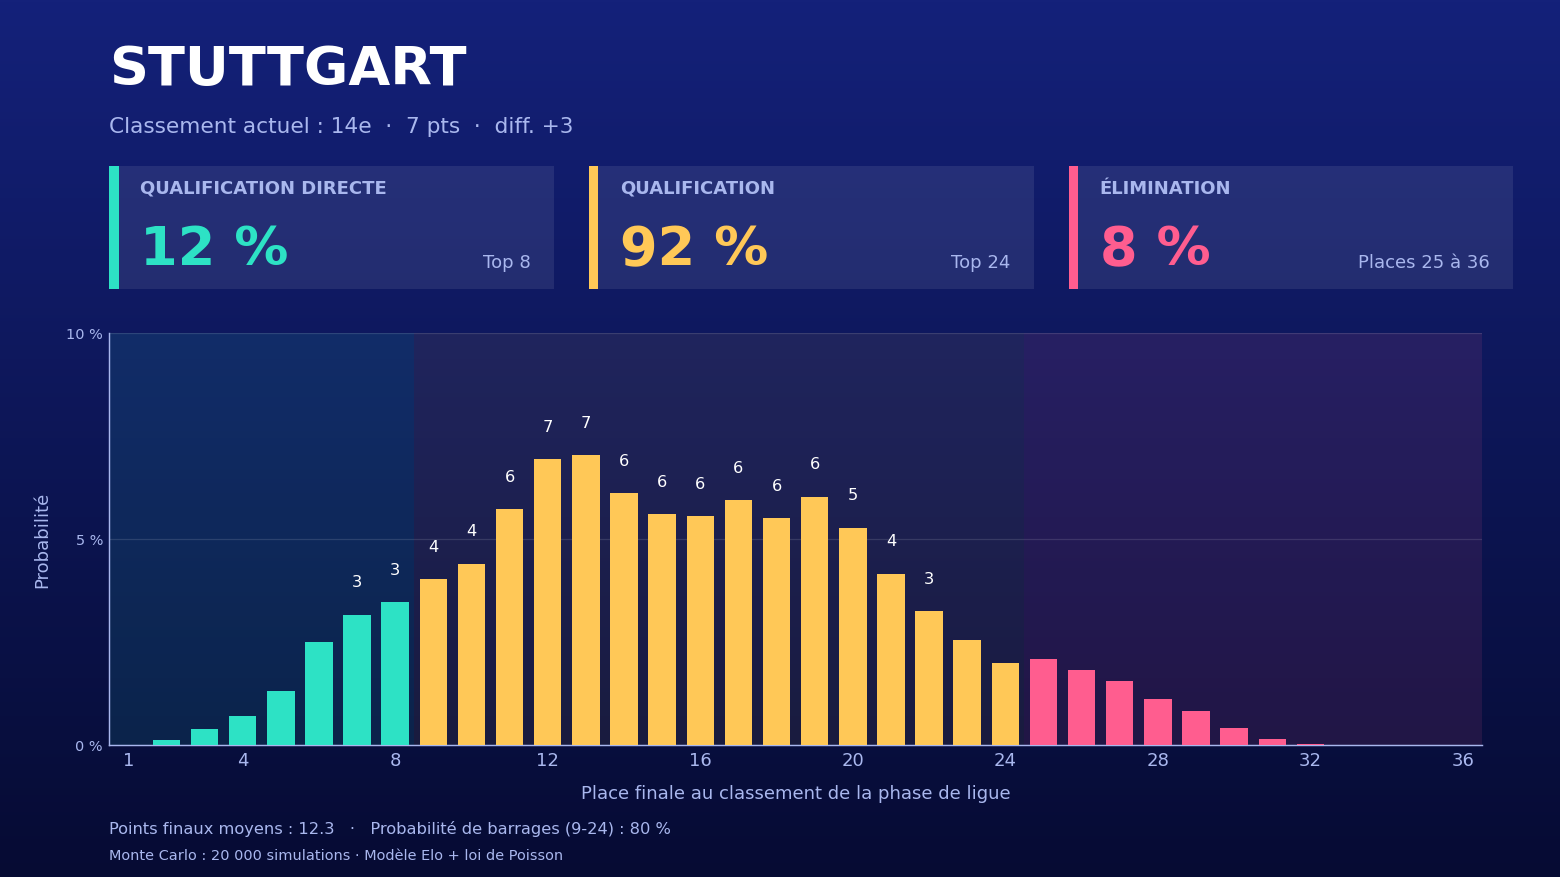 STUTTGART
Classement actuel : 14e · 7 pts · diff. +3
QUALIFICATION DIRECTE
12 %
Top 8
QUALIFICATION
92 %
Top 24
ÉLIMINATION
8 %
Places 25 à 36
10 %
5 %
0 %
Probabilité
3
3
4
4
6
7
7
6
6
6
6
6
6
5
4
3
1 4 8 12 16 20 24 28 32 36
Place finale au classement de la phase de ligue
Points finaux moyens : 12.3 · Probabilité de barrages (9-24) : 80 %
Monte Carlo : 20 000 simulations · Modèle Elo + loi de Poisson